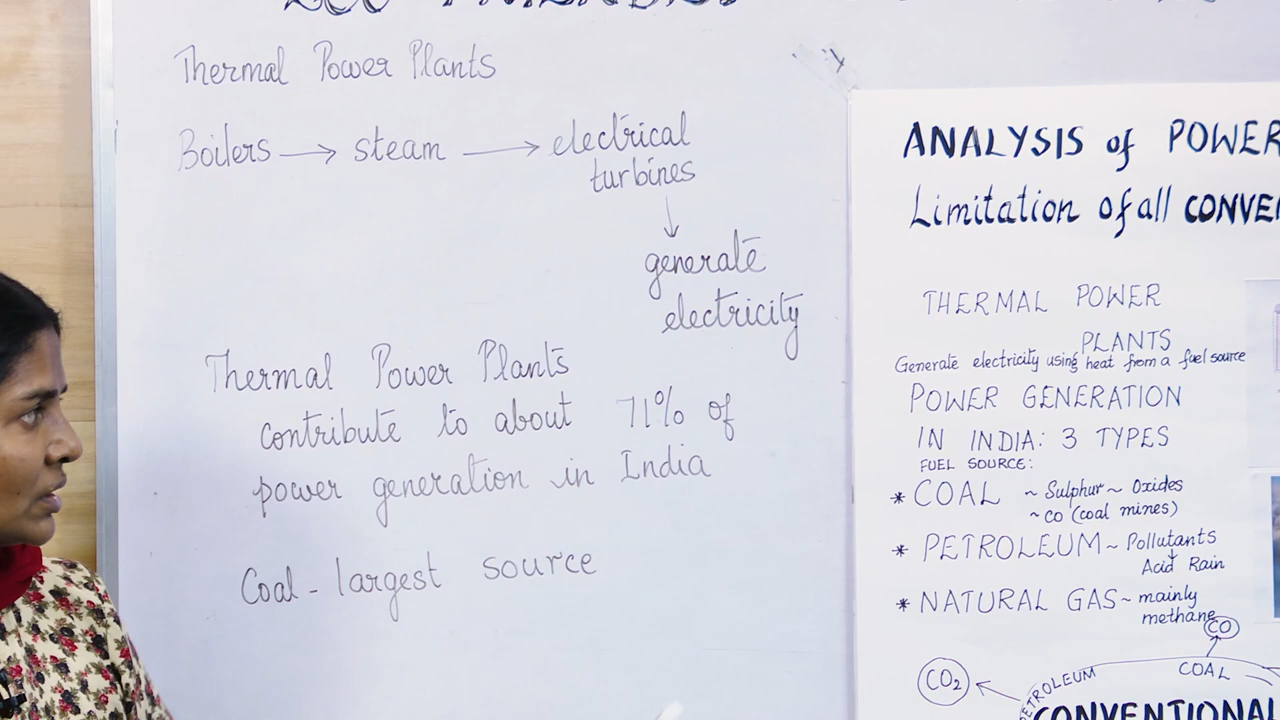 ECO FRIENDLY
Thermal Power Plants
Boilers → steam → electrical
turbines
↓
generate
electricity
Thermal Power Plants
contribute to about 71% of
power generation in India
Coal - largest source
ANALYSIS of POWER
Limitation of all CONVE
THERMAL POWER
PLANTS
Generate electricity using heat from a fuel source
POWER GENERATION
IN INDIA: 3 TYPES
FUEL SOURCE:
* COAL ~ Sulphur ~ Oxides
~ CO (coal mines)
* PETROLEUM ~ Pollutants
↓
Acid Rain
* NATURAL GAS ~ mainly
methane
CO
CO2
PETROLEUM
COAL
CONVENTIONAL